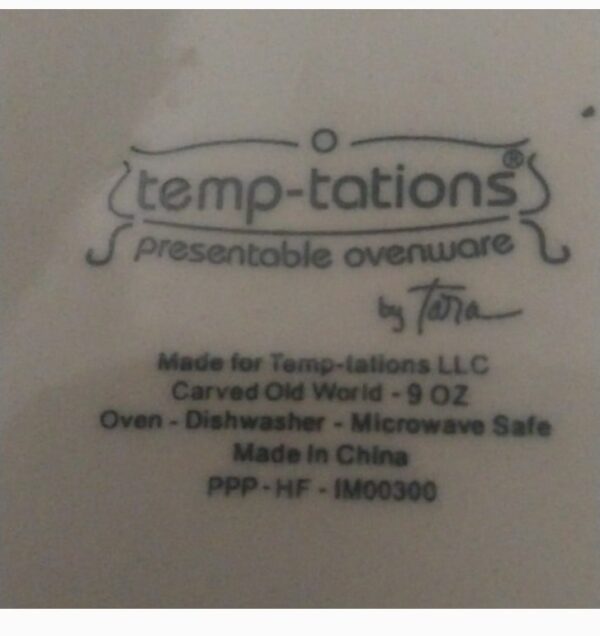 temp-tations®
presentable ovenware
by Tara
Made for Temp-tations LLC
Carved Old World - 9 OZ
Oven - Dishwasher - Microwave Safe
Made In China
PPP - HF - IM00300